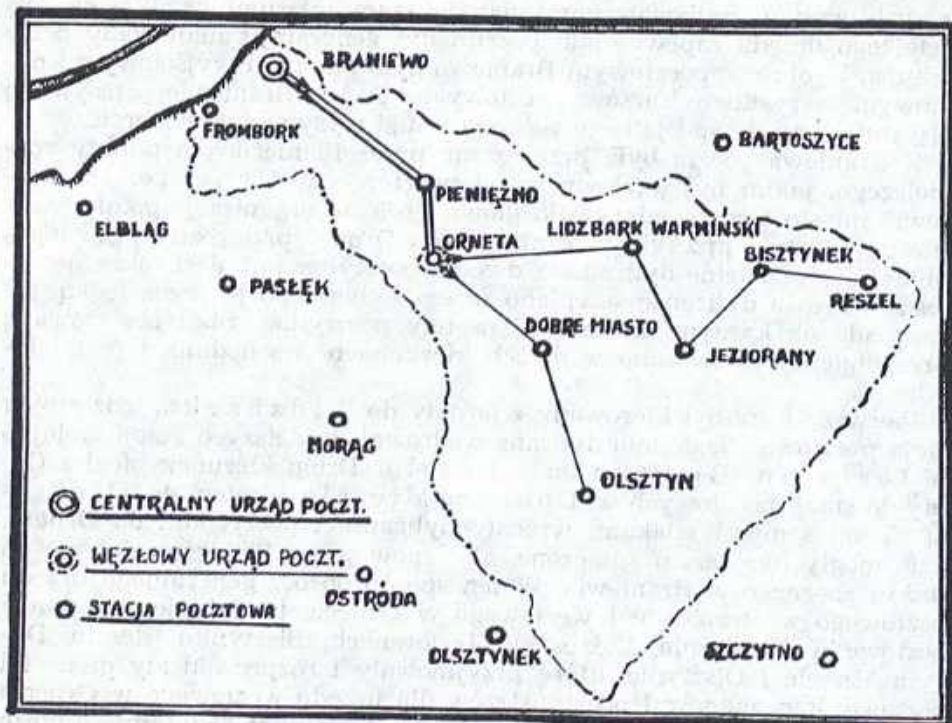 BRANIEWO
FROMBORK
BARTOSZYCE
PIENIĘŻNO
ELBLĄG
ORNETA
LIDZBARK WARMIŃSKI
BISZTYNEK
PASŁĘK
RESZEL
DOBRE MIASTO
JEZIORANY
MORĄG
OLSZTYN
CENTRALNY URZĄD POCZT.
WĘZŁOWY URZĄD POCZT.
OSTRÓDA
STACJA POCZTOWA
OLSZTYNEK
SZCZYTNO